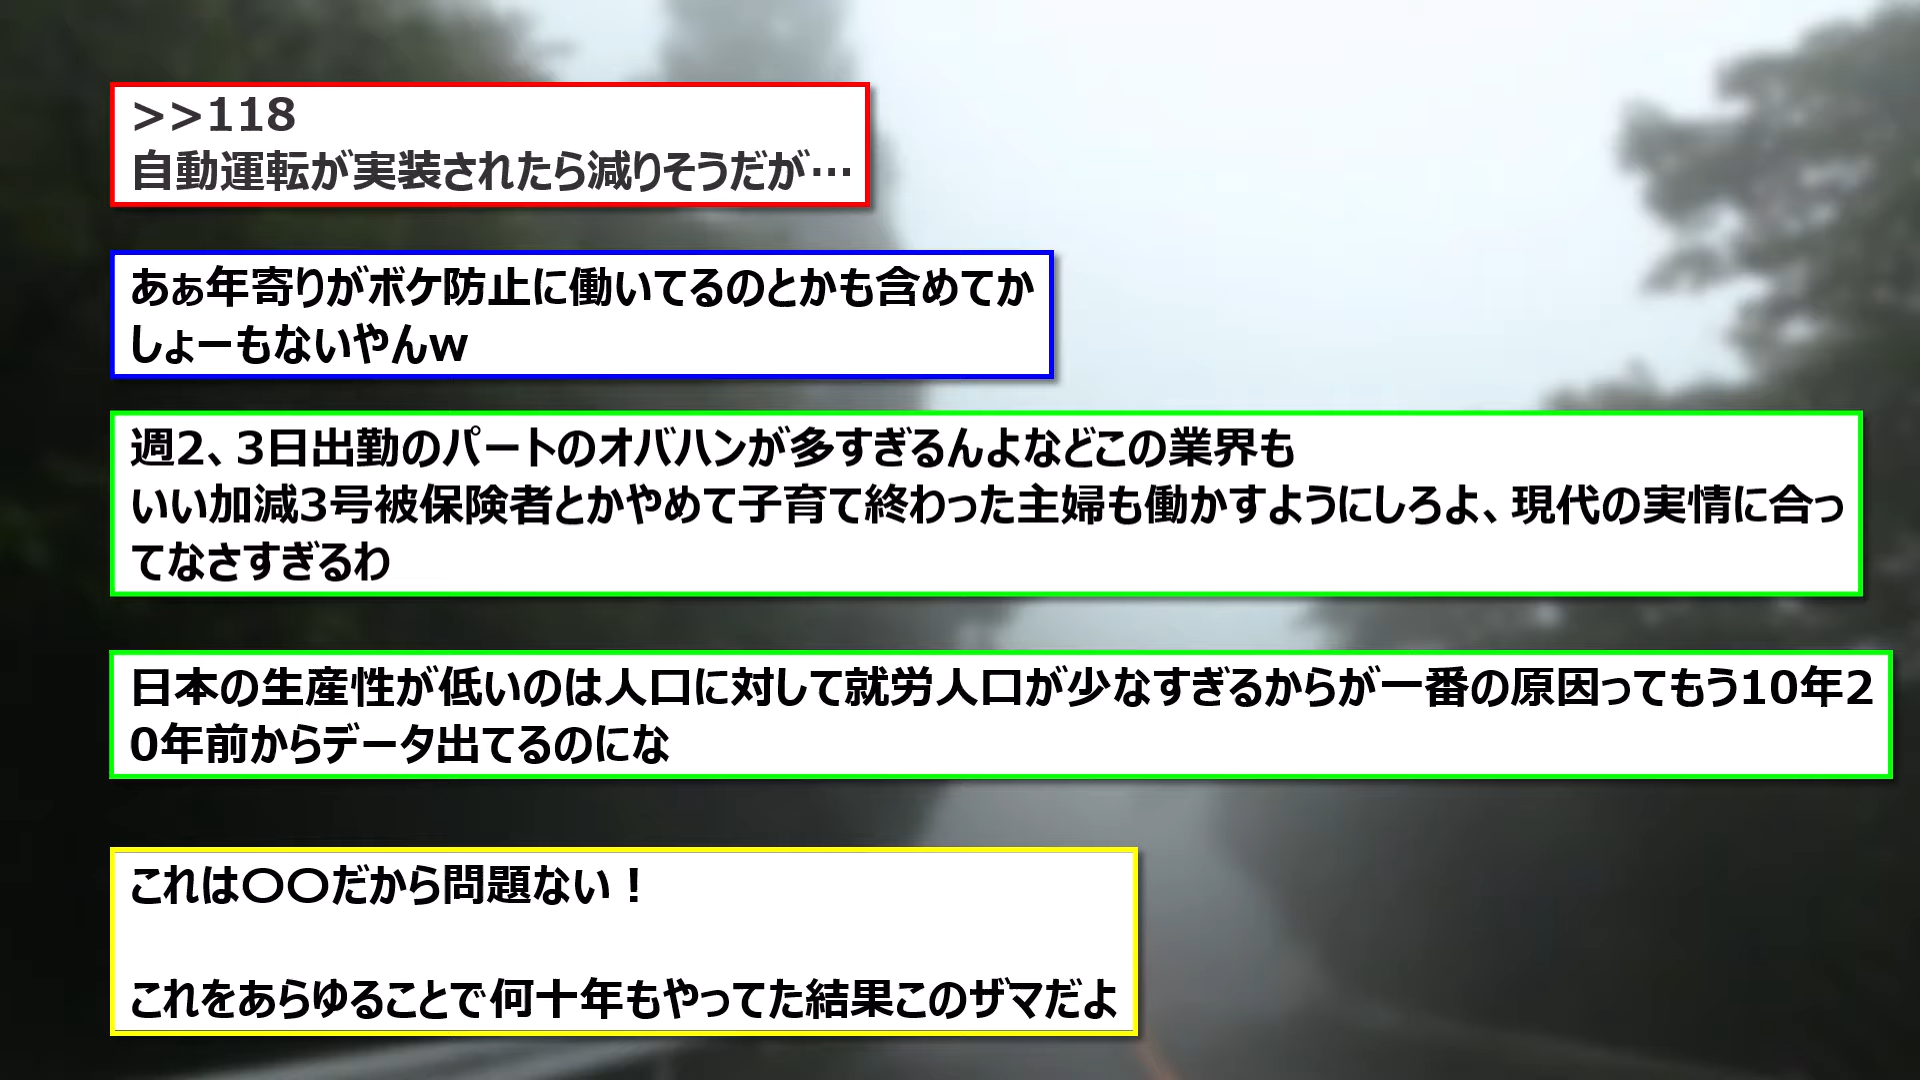 >>118
自動運転が実装されたら減りそうだが…
あぁ年寄りがボケ防止に働いてるのとかも含めてか
しょーもないやんw
週2、3日出勤のパートのオバハンが多すぎるんよなどこの業界も
いい加減3号被保険者とかやめて子育て終わった主婦も働かすようにしろよ、現代の実情に合っ
てなさすぎるわ
日本の生産性が低いのは人口に対して就労人口が少なすぎるからが一番の原因ってもう10年2
0年前からデータ出てるのにな
これは〇〇だから問題ない！
これをあらゆることで何十年もやってた結果このザマだよ